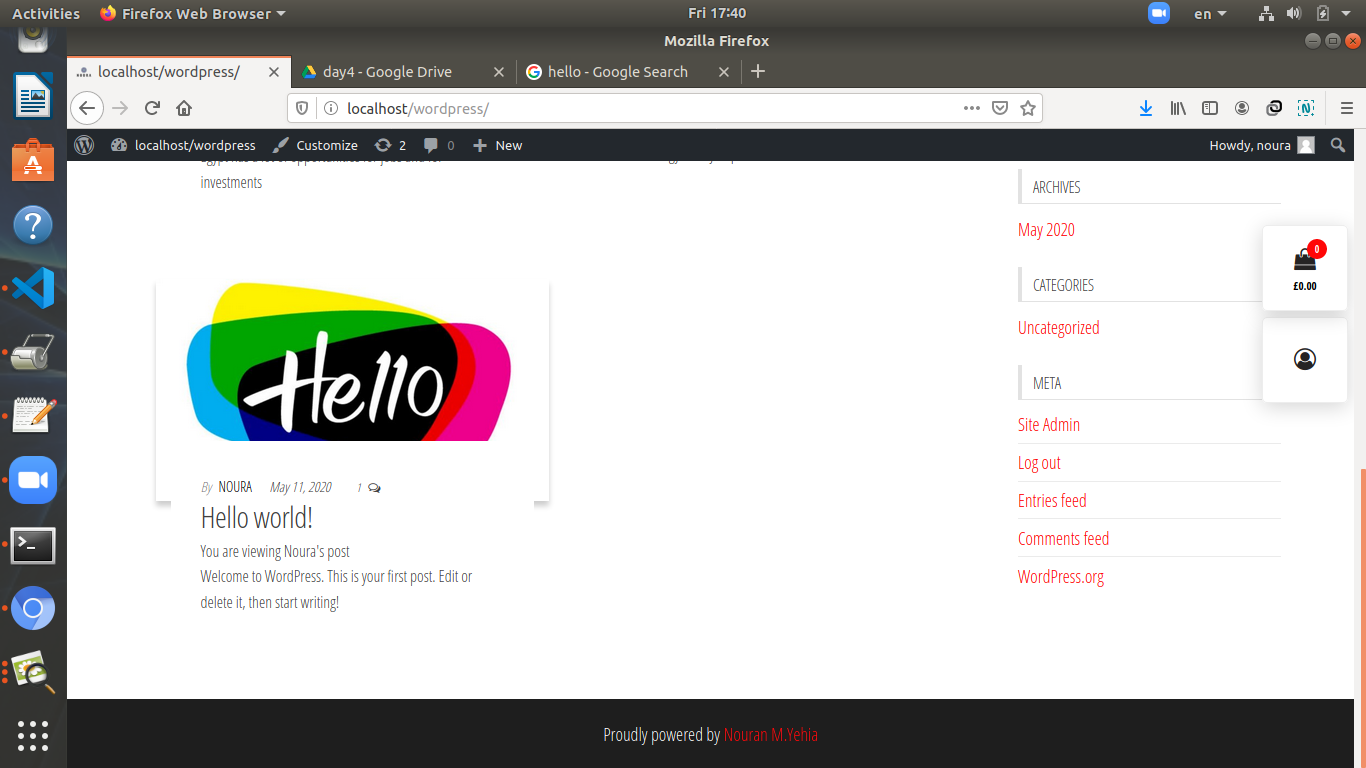 Activities Firefox Web Browser Fri 17:40 en
Mozilla Firefox
localhost/wordpress/ day4 - Google Drive hello - Google Search
localhost/wordpress/
localhost/wordpress Customize 2 0 New Howdy, noura
investments
Hello
By NOURA May 11, 2020 1
Hello world!
You are viewing Noura's post
Welcome to WordPress. This is your first post. Edit or
delete it, then start writing!
ARCHIVES
May 2020
CATEGORIES
Uncategorized
META
Site Admin
Log out
Entries feed
Comments feed
WordPress.org
0
£0.00
Proudly powered by Nouran M.Yehia